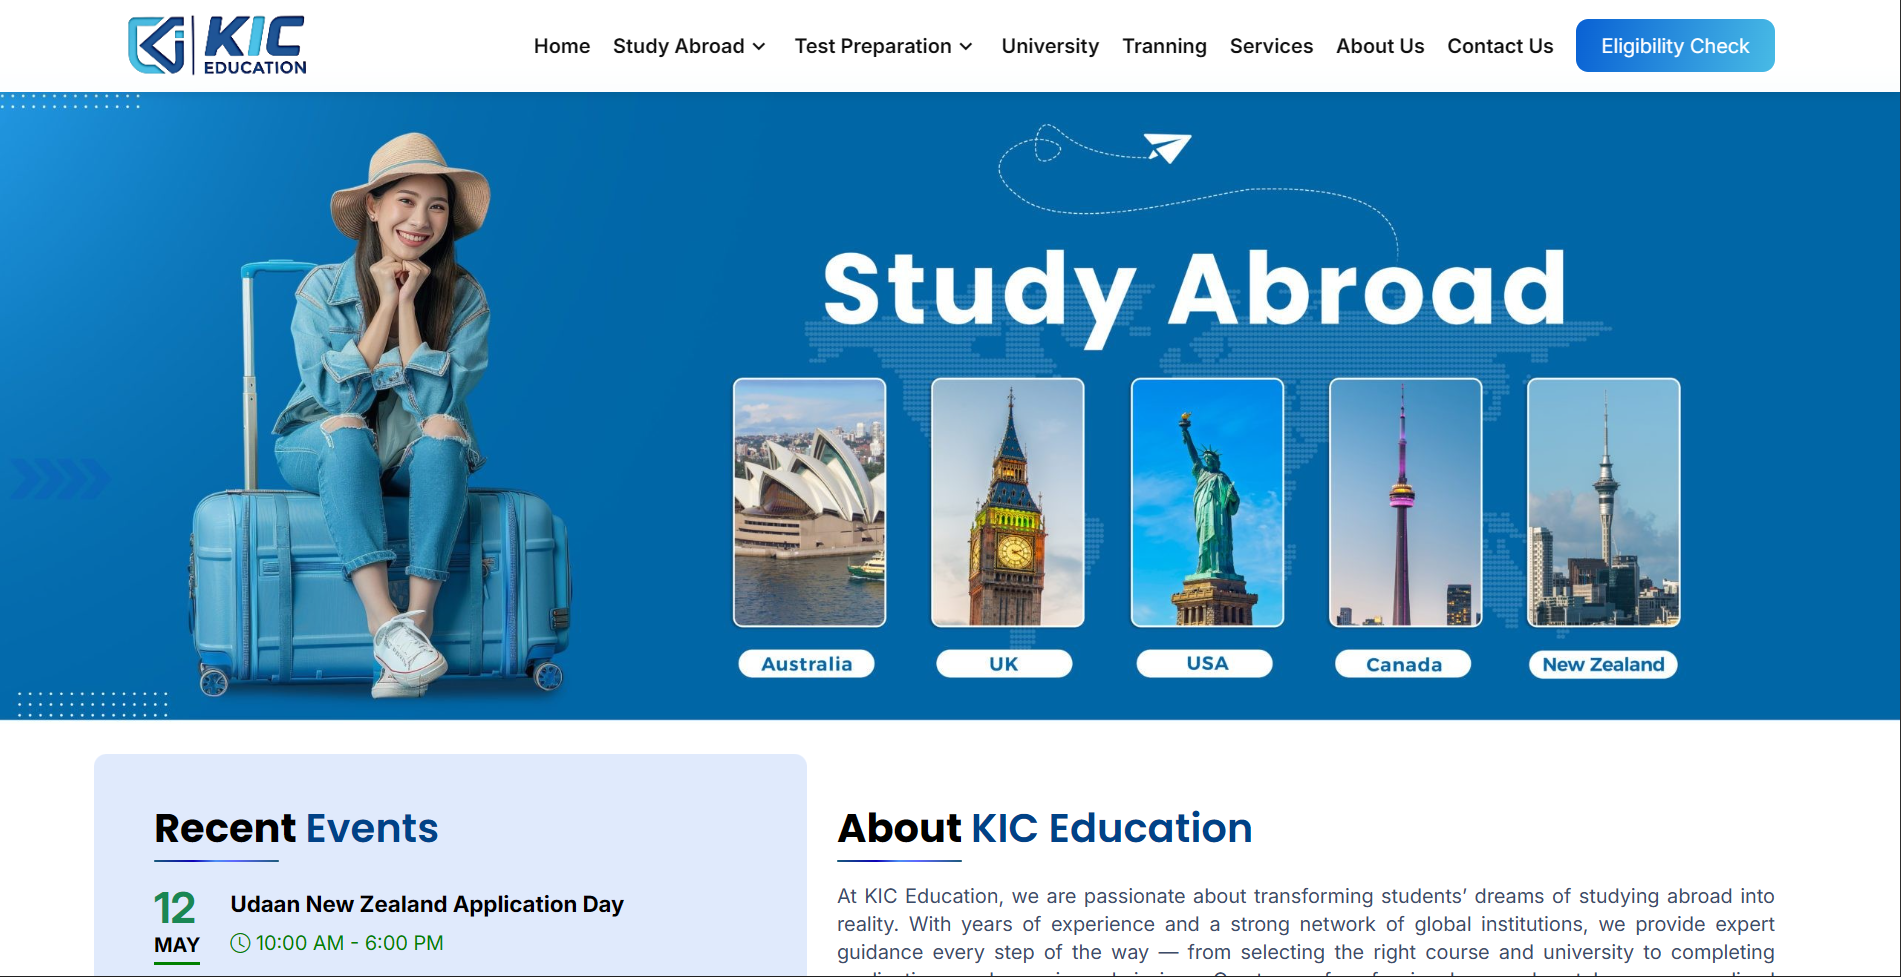 KIC
EDUCATION
Home Study Abroad Test Preparation University Tranning Services About Us Contact Us Eligibility Check
Study Abroad
Australia UK USA Canada New Zealand
Recent Events
12
MAY
Udaan New Zealand Application Day
10:00 AM - 6:00 PM
About KIC Education
At KIC Education, we are passionate about transforming students’ dreams of studying abroad into
reality. With years of experience and a strong network of global institutions, we provide expert
guidance every step of the way — from selecting the right course and university to completing